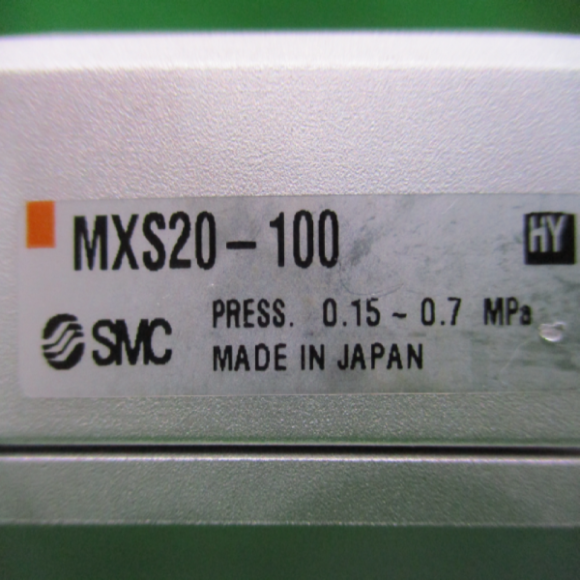 MXS20-100 HY
PRESS. 0.15 ~ 0.7 MPa
SMC MADE IN JAPAN